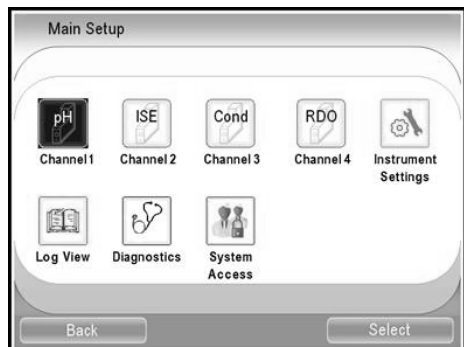 Main Setup
pH
ISE
Cond
RDO
Channel 1
Channel 2
Channel 3
Channel 4
Instrument
Settings
Log View
Diagnostics
System
Access
Back
Select